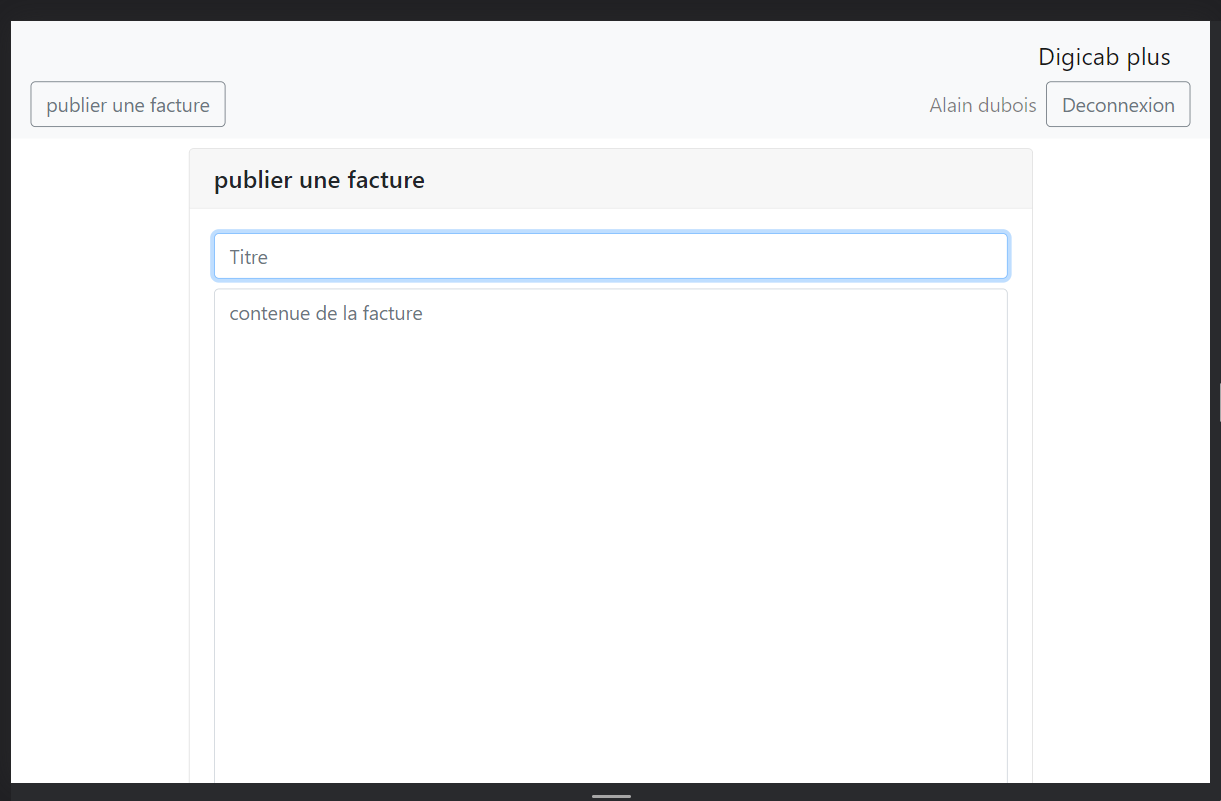 Digicab plus
publier une facture
Alain dubois
Deconnexion
publier une facture
Titre
contenue de la facture